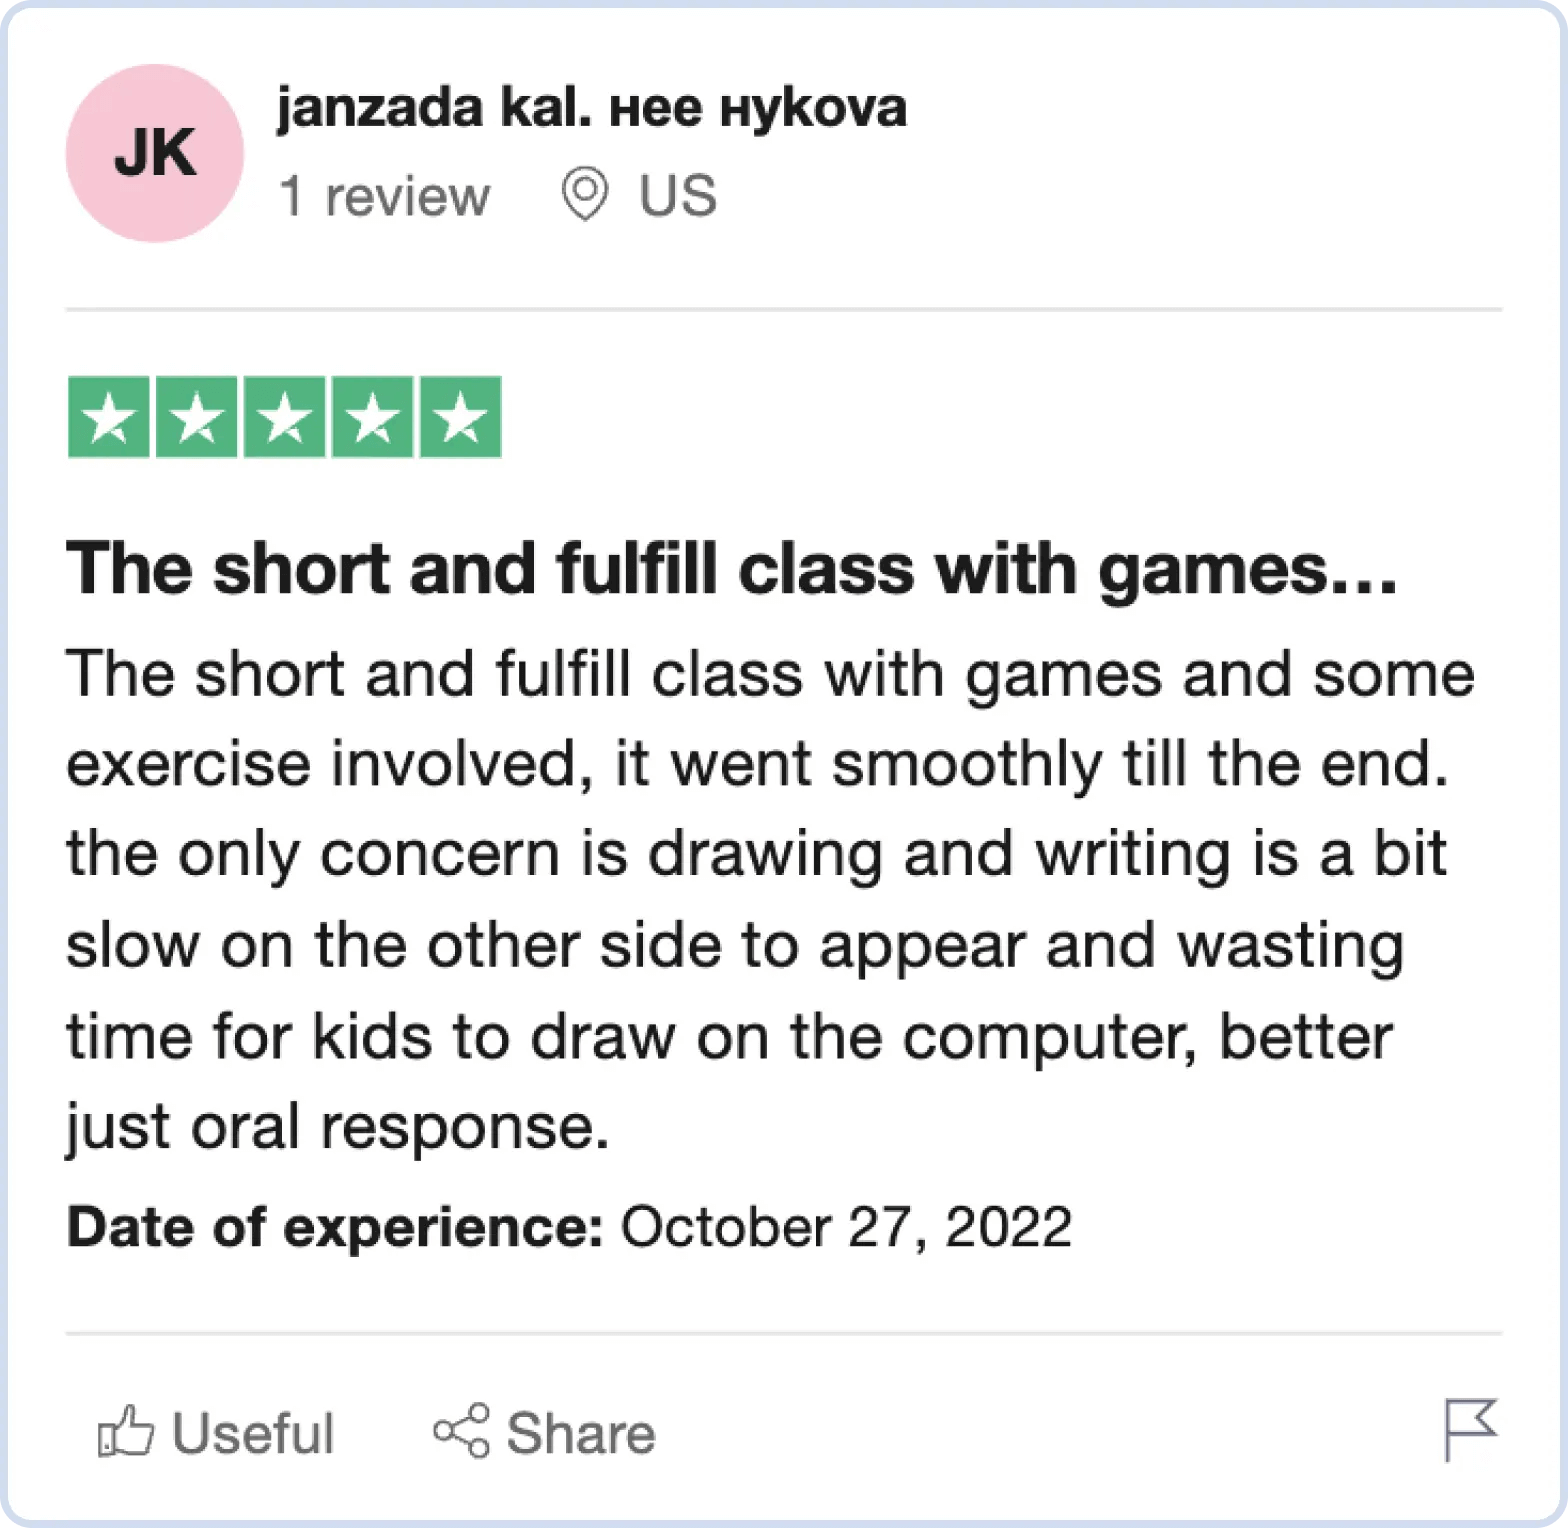 JK
janzada kal. нee нykova
1 review
US
The short and fulfill class with games...
The short and fulfill class with games and some
exercise involved, it went smoothly till the end.
the only concern is drawing and writing is a bit
slow on the other side to appear and wasting
time for kids to draw on the computer, better
just oral response.
Date of experience: October 27, 2022
Useful
Share